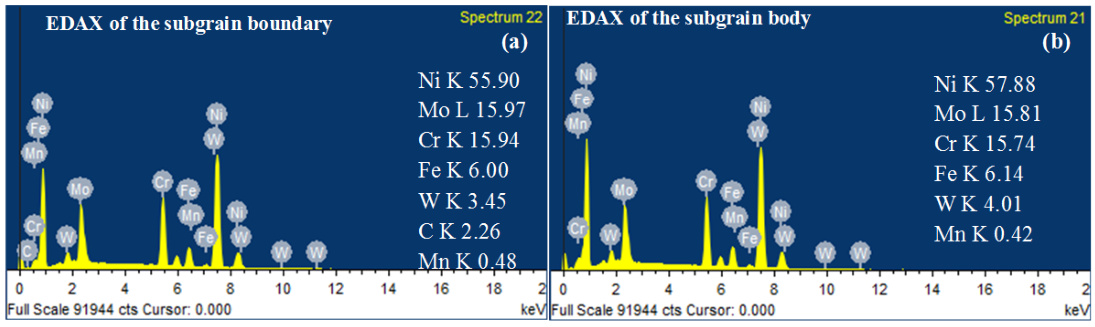 EDAX of the subgrain boundary
Spectrum 22
(a)
Ni K 55.90
Mo L 15.97
Cr K 15.94
Fe K 6.00
W K 3.45
C K 2.26
Mn K 0.48
Ni
Fe
Mn
Cr
C
W
Mo
Cr
Fe
Mn
Fe
Ni
W
Ni
W
W
W
0 2 4 6 8 10 12 14 16 18 2
Full Scale 91944 cts Cursor: 0.000
keV
EDAX of the subgrain body
Spectrum 21
(b)
Ni K 57.88
Mo L 15.81
Cr K 15.74
Fe K 6.14
W K 4.01
Mn K 0.42
Ni
Fe
Mn
Cr
W
Mo
Cr
Fe
Mn
Fe
Ni
W
Ni
W
W
W
0 2 4 6 8 10 12 14 16 18 2
Full Scale 91944 cts Cursor: 0.000
keV